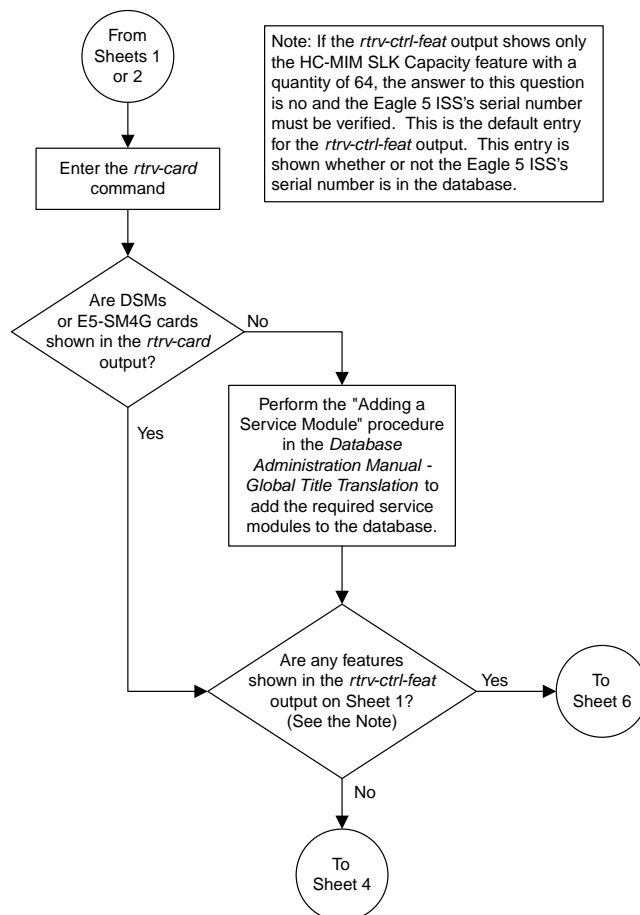 From
Sheets 1
or 2
Note: If the rtrv-ctrl-feat output shows only
the HC-MIM SLK Capacity feature with a
quantity of 64, the answer to this question
is no and the Eagle 5 ISS's serial number
must be verified. This is the default entry
for the rtrv-ctrl-feat output. This entry is
shown whether or not the Eagle 5 ISS's
serial number is in the database.
Enter the rtrv-card
command
Are DSMs
or E5-SM4G cards
shown in the rtrv-card
output?
No
Yes
Perform the "Adding a
Service Module" procedure
in the Database
Administration Manual -
Global Title Translation to
add the required service
modules to the database.
Are any features
shown in the rtrv-ctrl-feat
output on Sheet 1?
(See the Note)
Yes
To
Sheet 6
No
To
Sheet 4